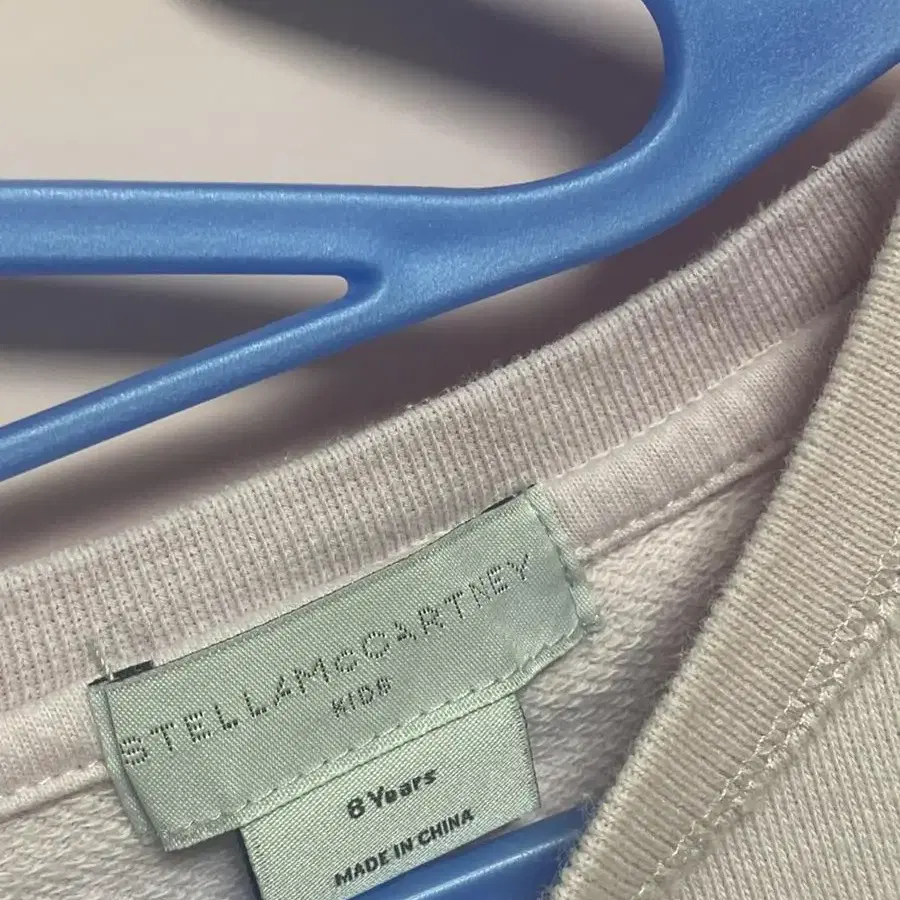 STELLAMcCARTNEY
KIDS
8 Years
MADE IN CHINA